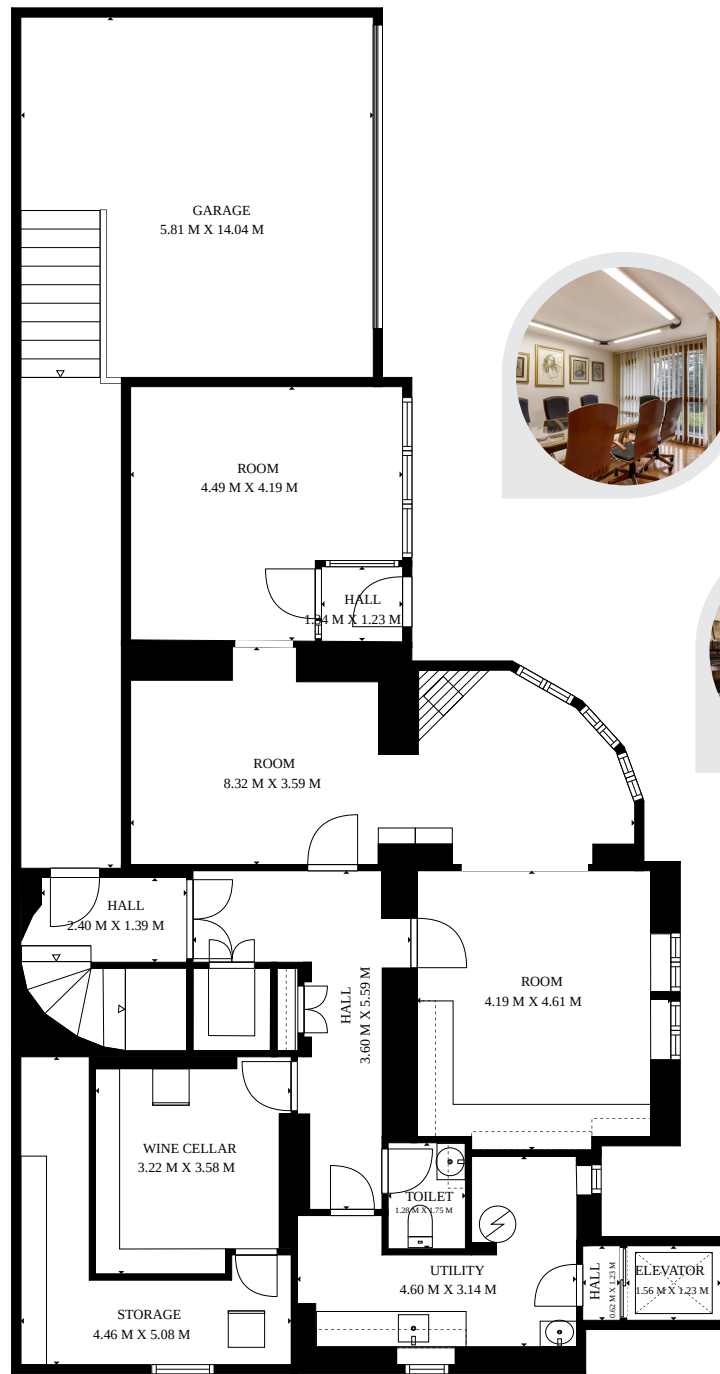 GARAGE
5.81 M X 14.04 M
ROOM
4.49 M X 4.19 M
HALL
1.34 M X 1.23 M
ROOM
8.32 M X 3.59 M
HALL
2.40 M X 1.39 M
HALL
3.60 M X 5.59 M
ROOM
4.19 M X 4.61 M
WINE CELLAR
3.22 M X 3.58 M
TOILET
1.28 M X 1.75 M
UTILITY
4.60 M X 3.14 M
HALL
0.62 M X 1.23 M
ELEVATOR
1.56 M X 1.23 M
STORAGE
4.46 M X 5.08 M